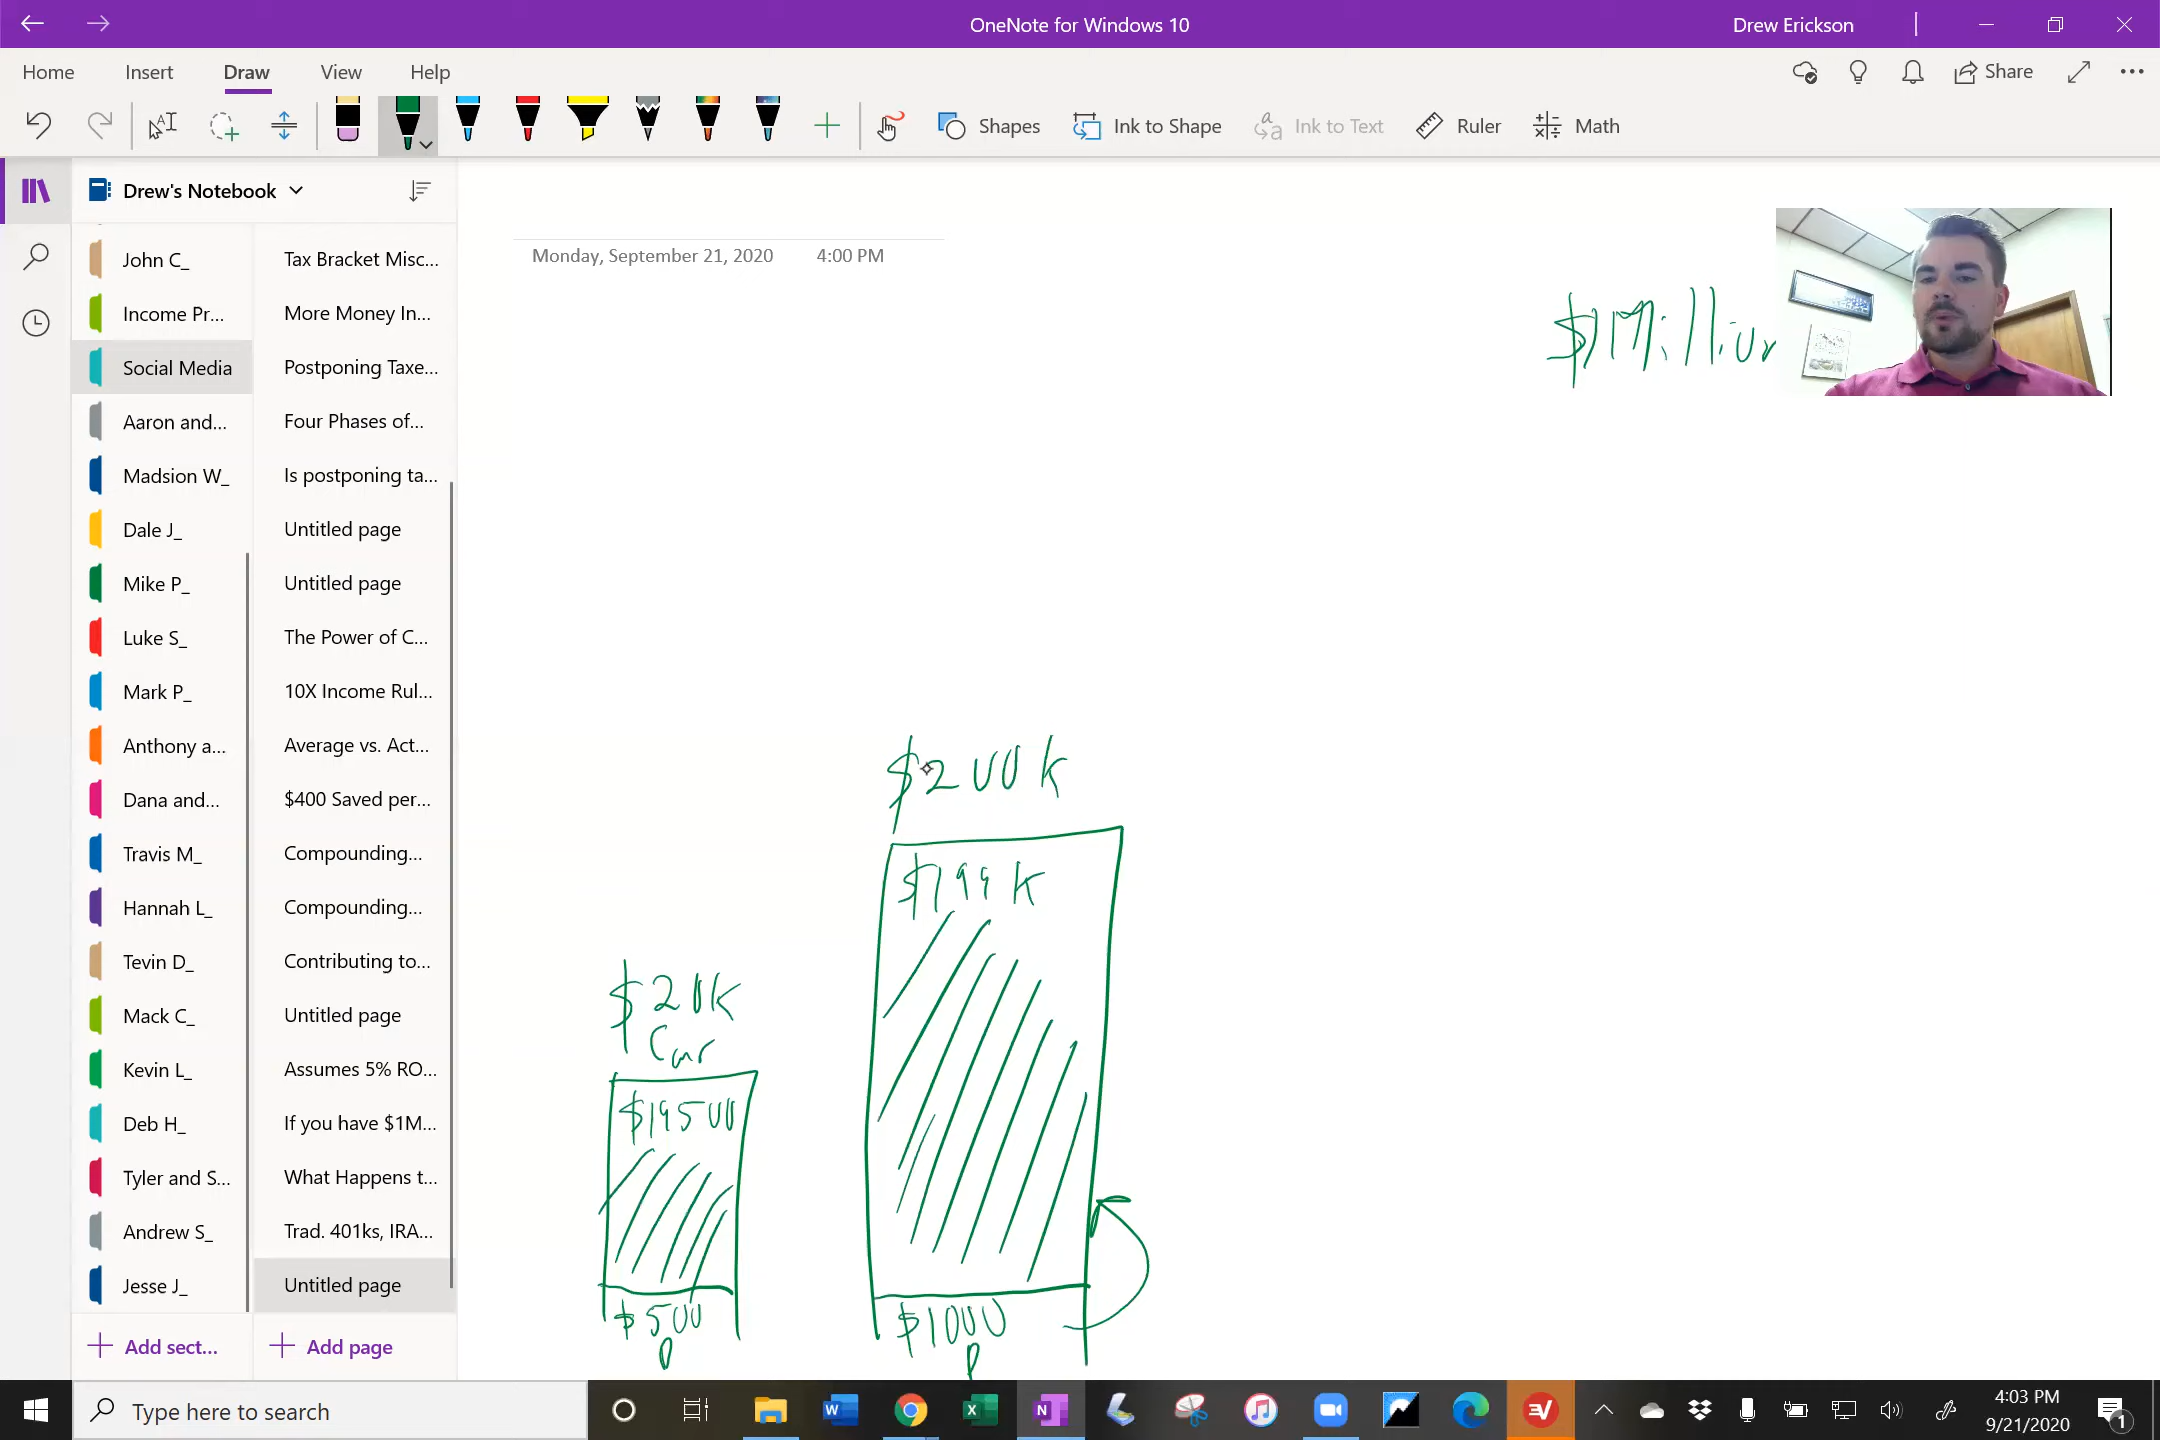 OneNote for Windows 10
Drew Erickson
Home Insert Draw View Help
Share
Shapes Ink to Shape Ink to Text Ruler Math
Drew's Notebook
John C_
Income Pr...
Social Media
Aaron and...
Madsion W_
Dale J_
Mike P_
Luke S_
Mark P_
Anthony a...
Dana and...
Travis M_
Hannah L_
Tevin D_
Mack C_
Kevin L_
Deb H_
Tyler and S...
Andrew S_
Jesse J_
Add sect...
Tax Bracket Misc...
More Money In...
Postponing Taxe...
Four Phases of...
Is postponing ta...
Untitled page
Untitled page
The Power of C...
10X Income Rul...
Average vs. Act...
$400 Saved per...
Compounding...
Compounding...
Contributing to...
Untitled page
Assumes 5% RO...
If you have $1M...
What Happens t...
Trad. 401ks, IRA...
Untitled page
Add page
Monday, September 21, 2020 4:00 PM
$1 Million
$200 K
$199 K
$1000
$20K
Car
$19500
$500
Type here to search
4:03 PM
9/21/2020
1